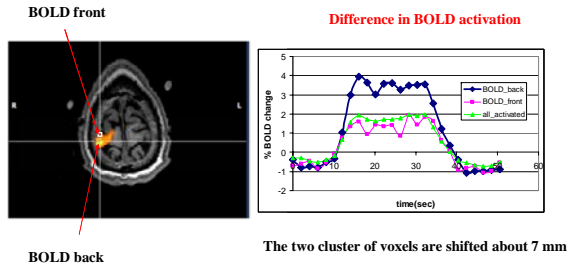 BOLD front
Difference in BOLD activation
R
L
BOLD back
% BOLD change
5
4
3
2
1
0
-1
-2
0
10
20
30
40
50
60
time(sec)
BOLD_back
BOLD_front
all_activated
The two cluster of voxels are shifted about 7 mm